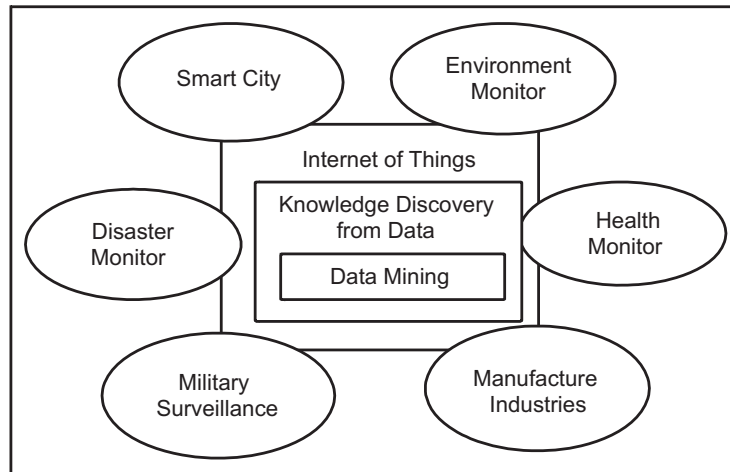 Smart City
Environment
Monitor
Internet of Things
Knowledge Discovery
from Data
Data Mining
Disaster
Monitor
Health
Monitor
Military
Surveillance
Manufacture
Industries